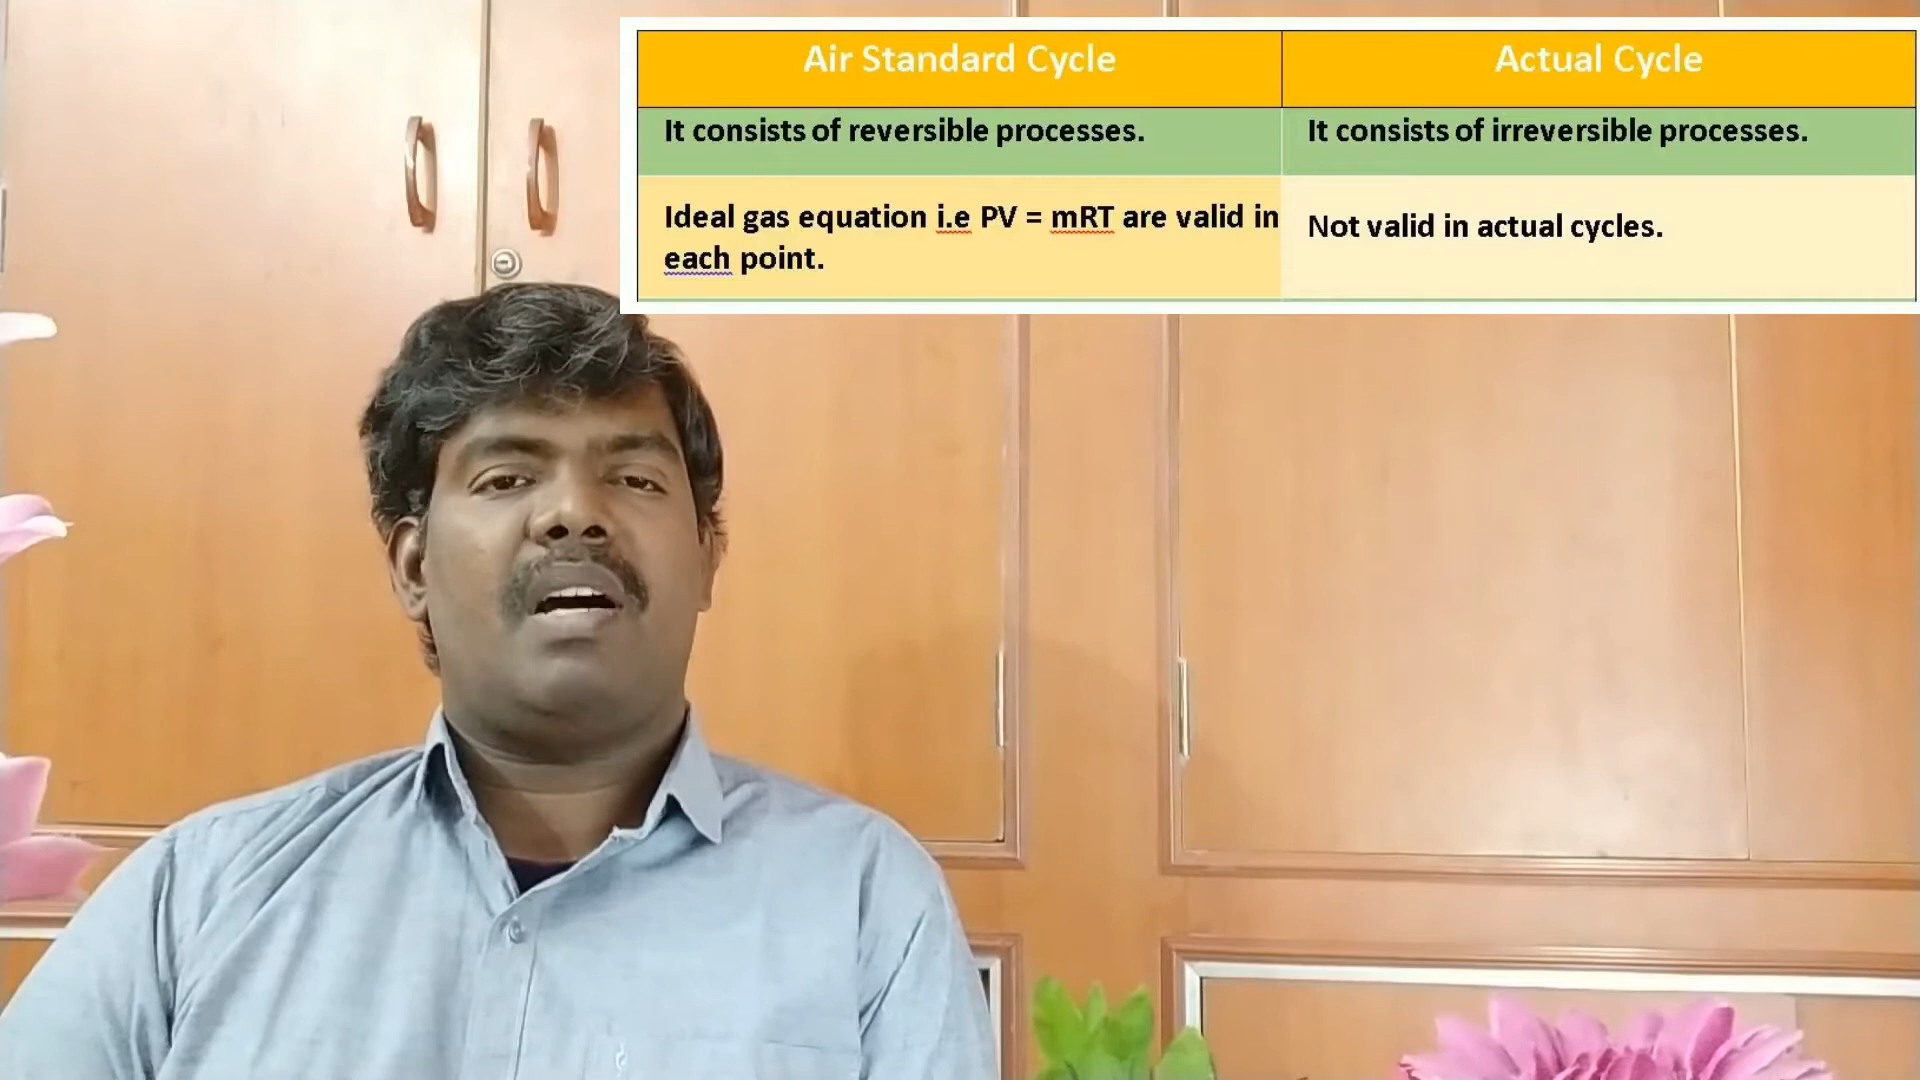 Air Standard Cycle
Actual Cycle
It consists of reversible processes.
It consists of irreversible processes.
Ideal gas equation i.e PV = mRT are valid in
each point.
Not valid in actual cycles.